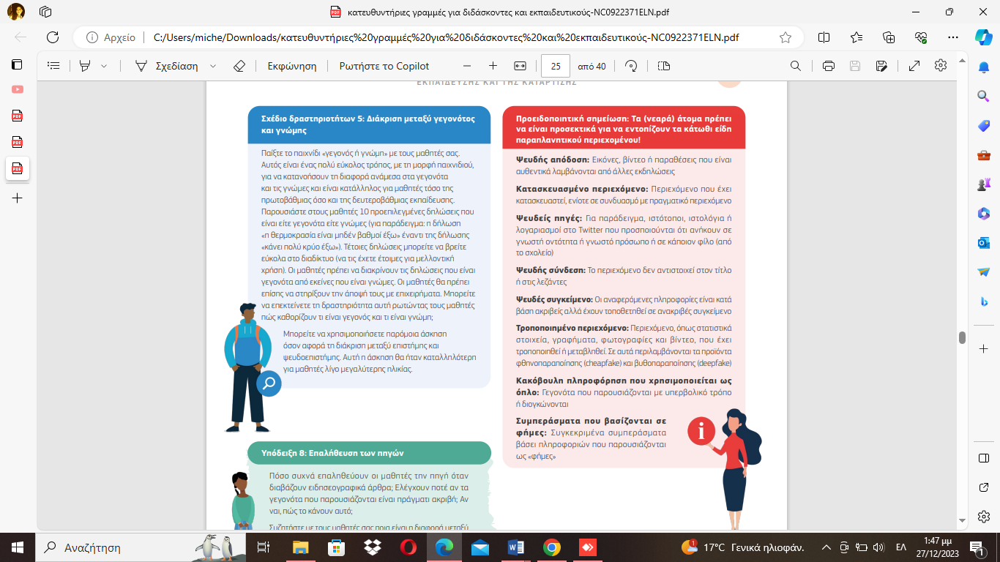 κατευθυντήριες γραμμές για διδάσκοντες και εκπαιδευτικούς-NC0922371ELN.pdf
Αρχείο
C:/Users/miche/Downloads/κατευθυντήριες%20γραμμές%20για%20διδάσκοντες%20και%20εκπαιδευτικούς-NC0922371ELN.pdf
Σχεδίαση
Εκφώνηση
Ρωτήστε το Copilot
25
από 40
ΕΚΠΑΙΔΕΥΣΗΣ ΚΑΙ ΤΗΣ ΚΑΤΑΡΤΙΣΗΣ
Σχέδιο δραστηριοτήτων 5: Διάκριση μεταξύ γεγονότος
και γνώμης
Παίξτε το παιχνίδι «γεγονός ή γνώμη» με τους μαθητές σας.
Αυτός είναι ένας πολύ εύκολος τρόπος, με τη μορφή παιχνιδιού,
για να κατανοήσουν τη διαφορά ανάμεσα στα γεγονότα
και τις γνώμες και είναι κατάλληλος για μαθητές τόσο της
πρωτοβάθμιας όσο και της δευτεροβάθμιας εκπαίδευσης.
Παρουσιάστε στους μαθητές 10 προεπιλεγμένες δηλώσεις που
είναι είτε γεγονότα είτε γνώμες (για παράδειγμα: η δήλωση
«η θερμοκρασία είναι μηδέν βαθμοί έξω» έναντι της δήλωσης
«κάνει πολύ κρύο έξω»). Τέτοιες δηλώσεις μπορείτε να βρείτε
εύκολα στο διαδίκτυο (να τις έχετε έτοιμες για μελλοντική
χρήση). Οι μαθητές πρέπει να διακρίνουν τις δηλώσεις που είναι
γεγονότα από εκείνες που είναι γνώμες. Οι μαθητές θα πρέπει
επίσης να στηρίξουν την άποψή τους με επιχειρήματα. Μπορείτε
να επεκτείνετε τη δραστηριότητα αυτή ρωτώντας τους μαθητές
πώς καθορίζουν τι είναι γεγονός και τι είναι γνώμη;
Μπορείτε να χρησιμοποιήσετε παρόμοια άσκηση
όσον αφορά τη διάκριση μεταξύ επιστήμης και
ψευδοεπιστήμης. Αυτή η άσκηση θα ήταν καταλληλότερη
για μαθητές λίγο μεγαλύτερης ηλικίας.
Υπόδειξη 8: Επαλήθευση των πηγών
Πόσο συχνά επαληθεύουν οι μαθητές την πηγή όταν
διαβάζουν ειδησεογραφικά άρθρα; Ελέγχουν ποτέ αν τα
γεγονότα που παρουσιάζονται είναι πράγματι ακριβή; Αν
ναι, πώς το κάνουν αυτό;
Συζητήστε με τους μαθητές σας ποια είναι η διαφορά μεταξύ
Προειδοποιητική σημείωση: Τα (νεαρά) άτομα πρέπει
να είναι προσεκτικά για να εντοπίζουν τα κάτωθι είδη
παραπλανητικού περιεχομένου!
Ψευδής απόδοση: Εικόνες, βίντεο ή παραθέσεις που είναι
αυθεντικά λαμβάνονται από άλλες εκδηλώσεις
Κατασκευασμένο περιεχόμενο: Περιεχόμενο που έχει
κατασκευαστεί, ενίοτε σε συνδυασμό με πραγματικό περιεχόμενο
Ψευδείς πηγές: Για παράδειγμα, ιστότοποι, ιστολόγια ή
λογαριασμοί στο Twitter που προσποιούνται ότι ανήκουν σε
γνωστή οντότητα ή γνωστό πρόσωπο ή σε κάποιον φίλο (από
το σχολείο)
Ψευδής σύνδεση: Το περιεχόμενο δεν αντιστοιχεί στον τίτλο
ή στις λεζάντες
Ψευδές συγκείμενο: Οι αναφερόμενες πληροφορίες είναι κατά
βάση ακριβείς αλλά έχουν τοποθετηθεί σε ανακριβές συγκείμενο
Τροποποιημένο περιεχόμενο: Περιεχόμενο, όπως στατιστικά
στοιχεία, γραφήματα, φωτογραφίες και βίντεο, που έχει
τροποποιηθεί ή μεταβληθεί. Σε αυτά περιλαμβάνονται τα προϊόντα
φθηνοπαραποίησης (cheapfake) και βυθοπαραποίησης (deepfake)
Κακόβουλη πληροφόρηση που χρησιμοποιείται ως
όπλο: Γεγονότα που παρουσιάζονται με υπερβολικό τρόπο
ή διογκώνονται
Συμπεράσματα που βασίζονται σε
φήμες: Συγκεκριμένα συμπεράσματα
βάσει πληροφοριών που παρουσιάζονται
ως «φήμες»
i
Αναζήτηση
1
17°C Γενικά ηλιοφάν.
ΕΛ
1:47 μμ
27/12/2023
1